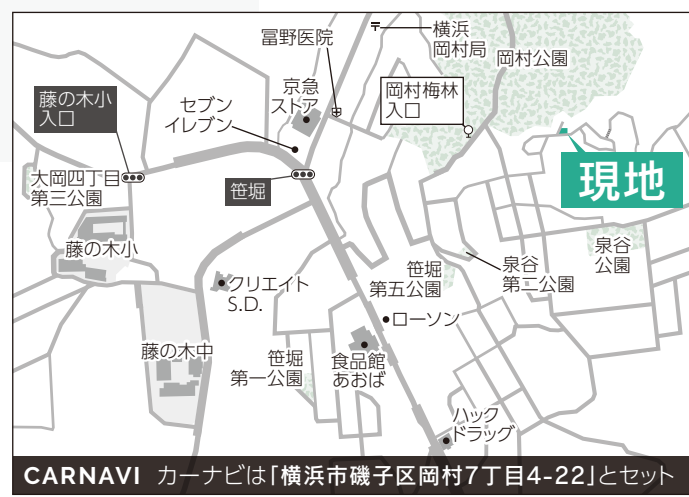 冨野医院
〒
横浜
岡村局
岡村公園
京急
ストア
岡村梅林
入口
藤の木小
入口
セブン
イレブン
現地
大岡四丁目
第三公園
笹堀
藤の木小
泉谷
公園
笹堀
第五公園
泉谷
第二公園
クリエイト
S.D.
ローソン
藤の木中
笹堀
第一公園
食品館
あおば
ハック
ドラッグ
CARNAVI カーナビは「横浜市磯子区岡村7丁目4-22」とセット